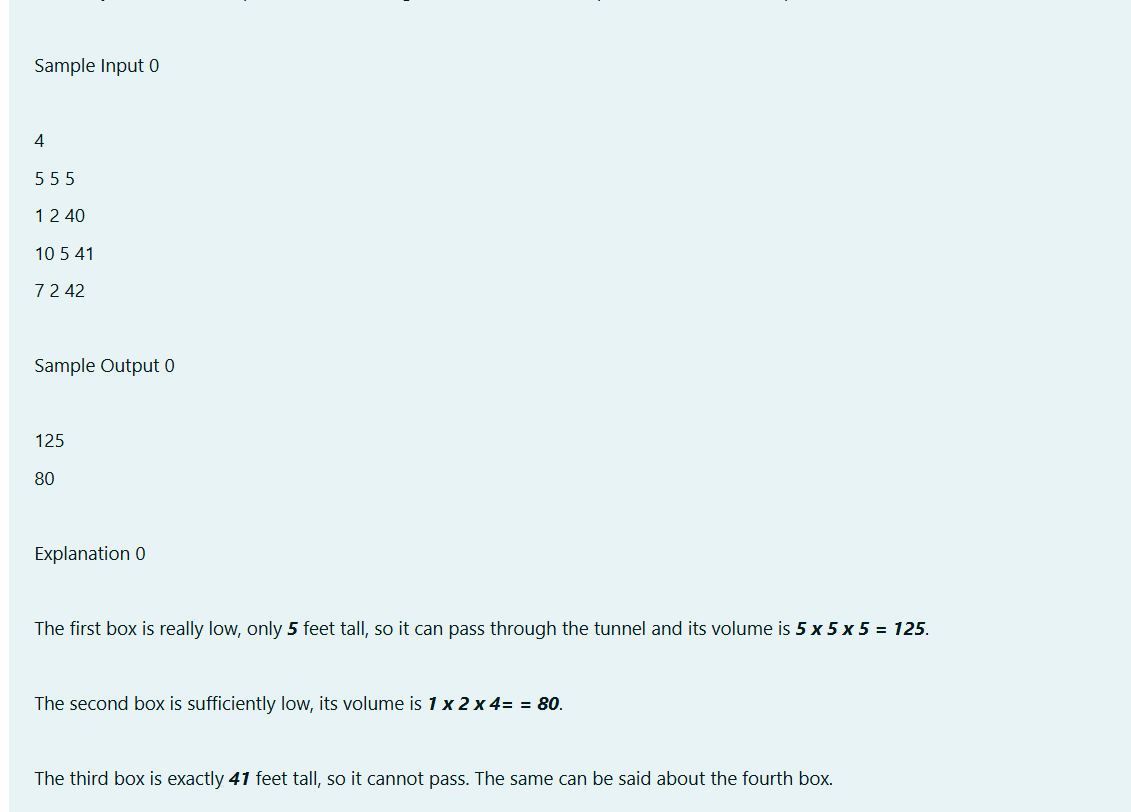 Sample Input 0
4
5 5 5
1 2 40
10 5 41
7 2 42
Sample Output 0
125
80
Explanation 0
The first box is really low, only 5 feet tall, so it can pass through the tunnel and its volume is 5 x 5 x 5 = 125.
The second box is sufficiently low, its volume is 1 x 2 x 4= = 80.
The third box is exactly 41 feet tall, so it cannot pass. The same can be said about the fourth box.